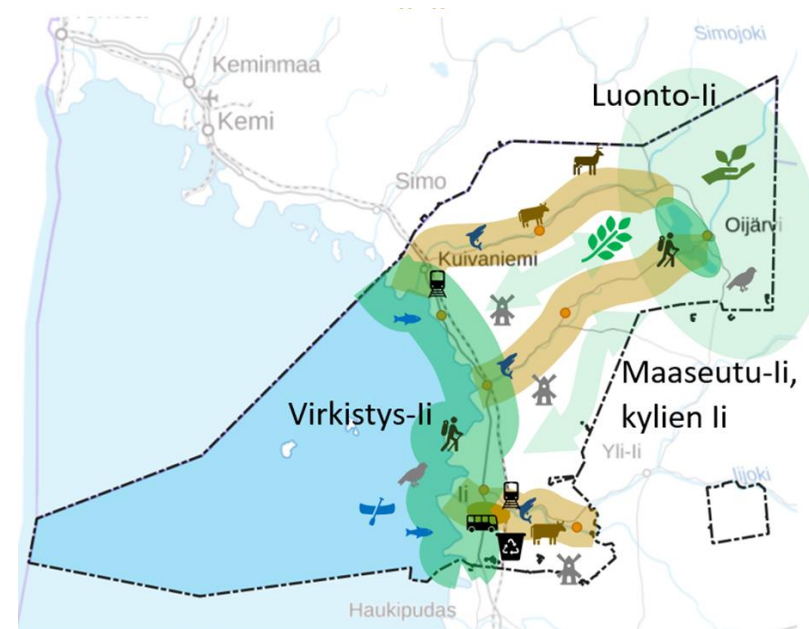 Simojoki
Keminmaa
Luonto-Ii
Kemi
Simo
Oijärvi
Kuivaniemi
Maaseutu-Ii,
kylien Ii
Virkistys-Ii
Yli-Ii
Iijoki
Ii
Haukipudas